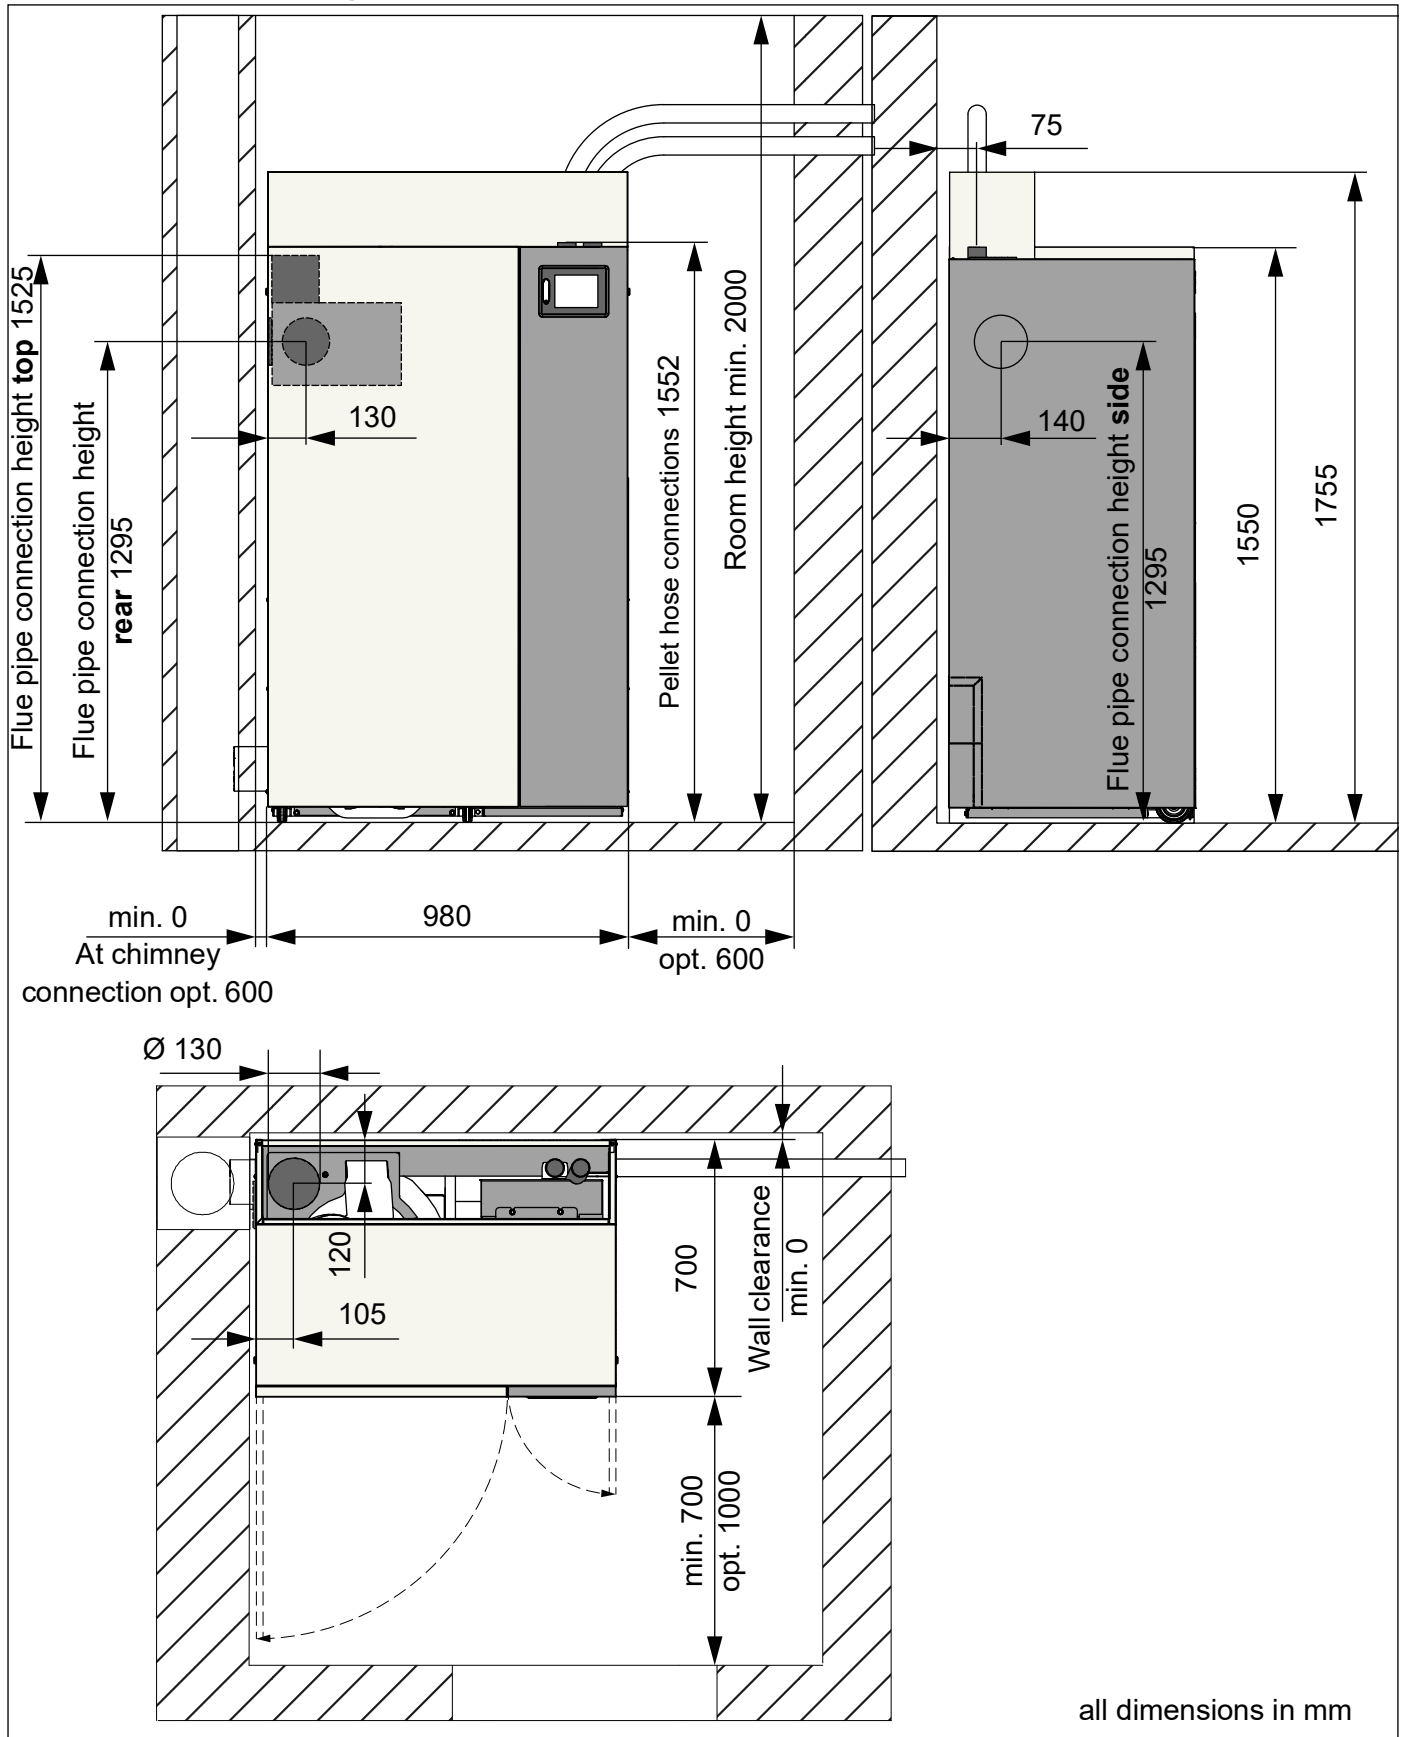 75
Flue pipe connection height top 1525
Flue pipe connection height
rear 1295
130
Pellet hose connections 1552
Room height min. 2000
140
Flue pipe connection height side
1295
1550
1755
min. 0
At chimney
connection opt. 600
980
min. 0
opt. 600
Ø 130
120
105
700
Wall clearance
min. 0
min. 700
opt. 1000
all dimensions in mm